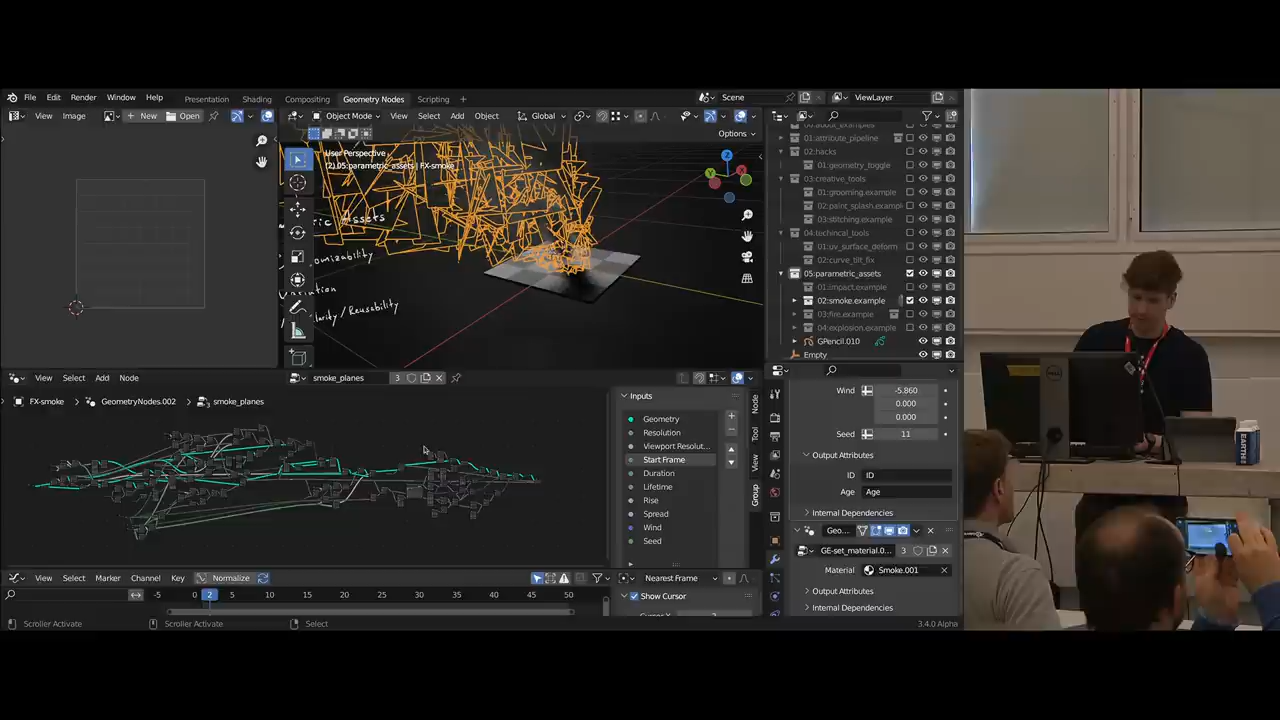 File Edit Render Window Help Presentation Shading Compositing Geometry Nodes Scripting Scene ViewLayer
View Image New Open
Object Mode View Select Add Object Global
Options
User Perspective
(2) 05:parametric_assets | FX-smoke
Assets
/ Reusability
01:attribute_pipeline
02:hacks
01:geometry_toggle
03:creative_tools
01:grooming.example
02:paint_splash.example
03:stitching.example
04:techincal_tools
01:uv_surface_deform
02:curve_tilt_fix
05:parametric_assets
01:impact.example
02:smoke.example
03:fire.example
04:explosion.example
GPencil.010
Empty
View Select Add Node smoke_planes 3
FX-smoke GeometryNodes.002 smoke_planes
Inputs
Geometry
Resolution
Viewport Resolut...
Start Frame
Duration
Lifetime
Rise
Spread
Wind
Seed
Node
Tool
View
Group
Wind -5.860
0.000
0.000
Seed 11
Output Attributes
ID ID
Age Age
Internal Dependencies
Geo...
GE-set_material.0... 3
Material Smoke.001
Output Attributes
Internal Dependencies
View Select Marker Channel Key Normalize Nearest Frame
-5 0 2 5 10 15 20 25 30 35 40 45 50
Show Cursor
Scroller Activate Scroller Activate Select 3.4.0 Alpha
DELL
EARTH